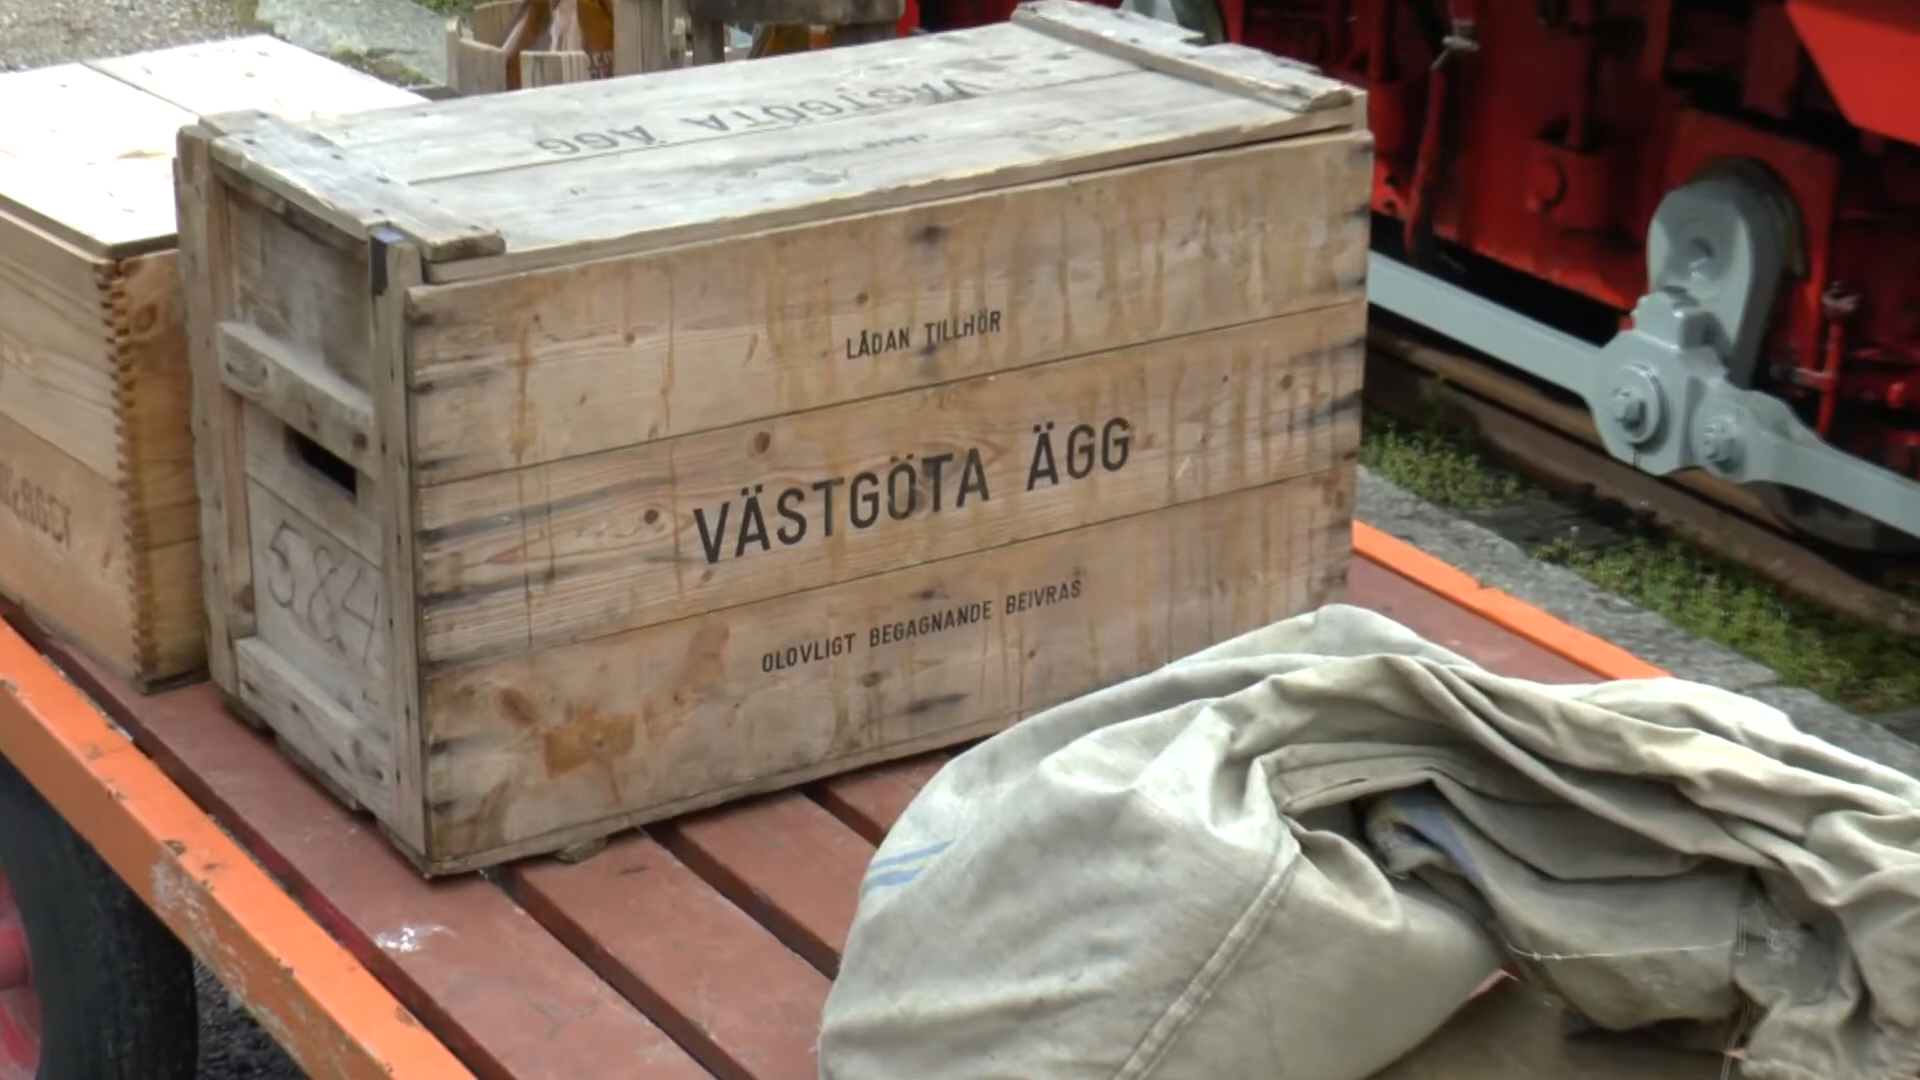 VÄSTGÖTA ÄGG
LÅDAN TILLHÖR
VÄSTGÖTA ÄGG
OLOVLIGT BEGAGNANDE BEIVRAS
584